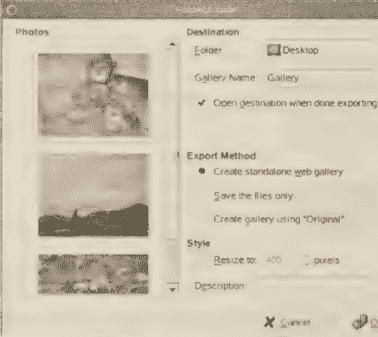 Photos
Destination
Folder
Desktop
Gallery Name:
Gallery
Open destination when done exporting
Export Method
Create standalone web gallery
Save the files only
Create gallery using "Original"
Style
Resize to: 400 pixels
Description:
Cancel